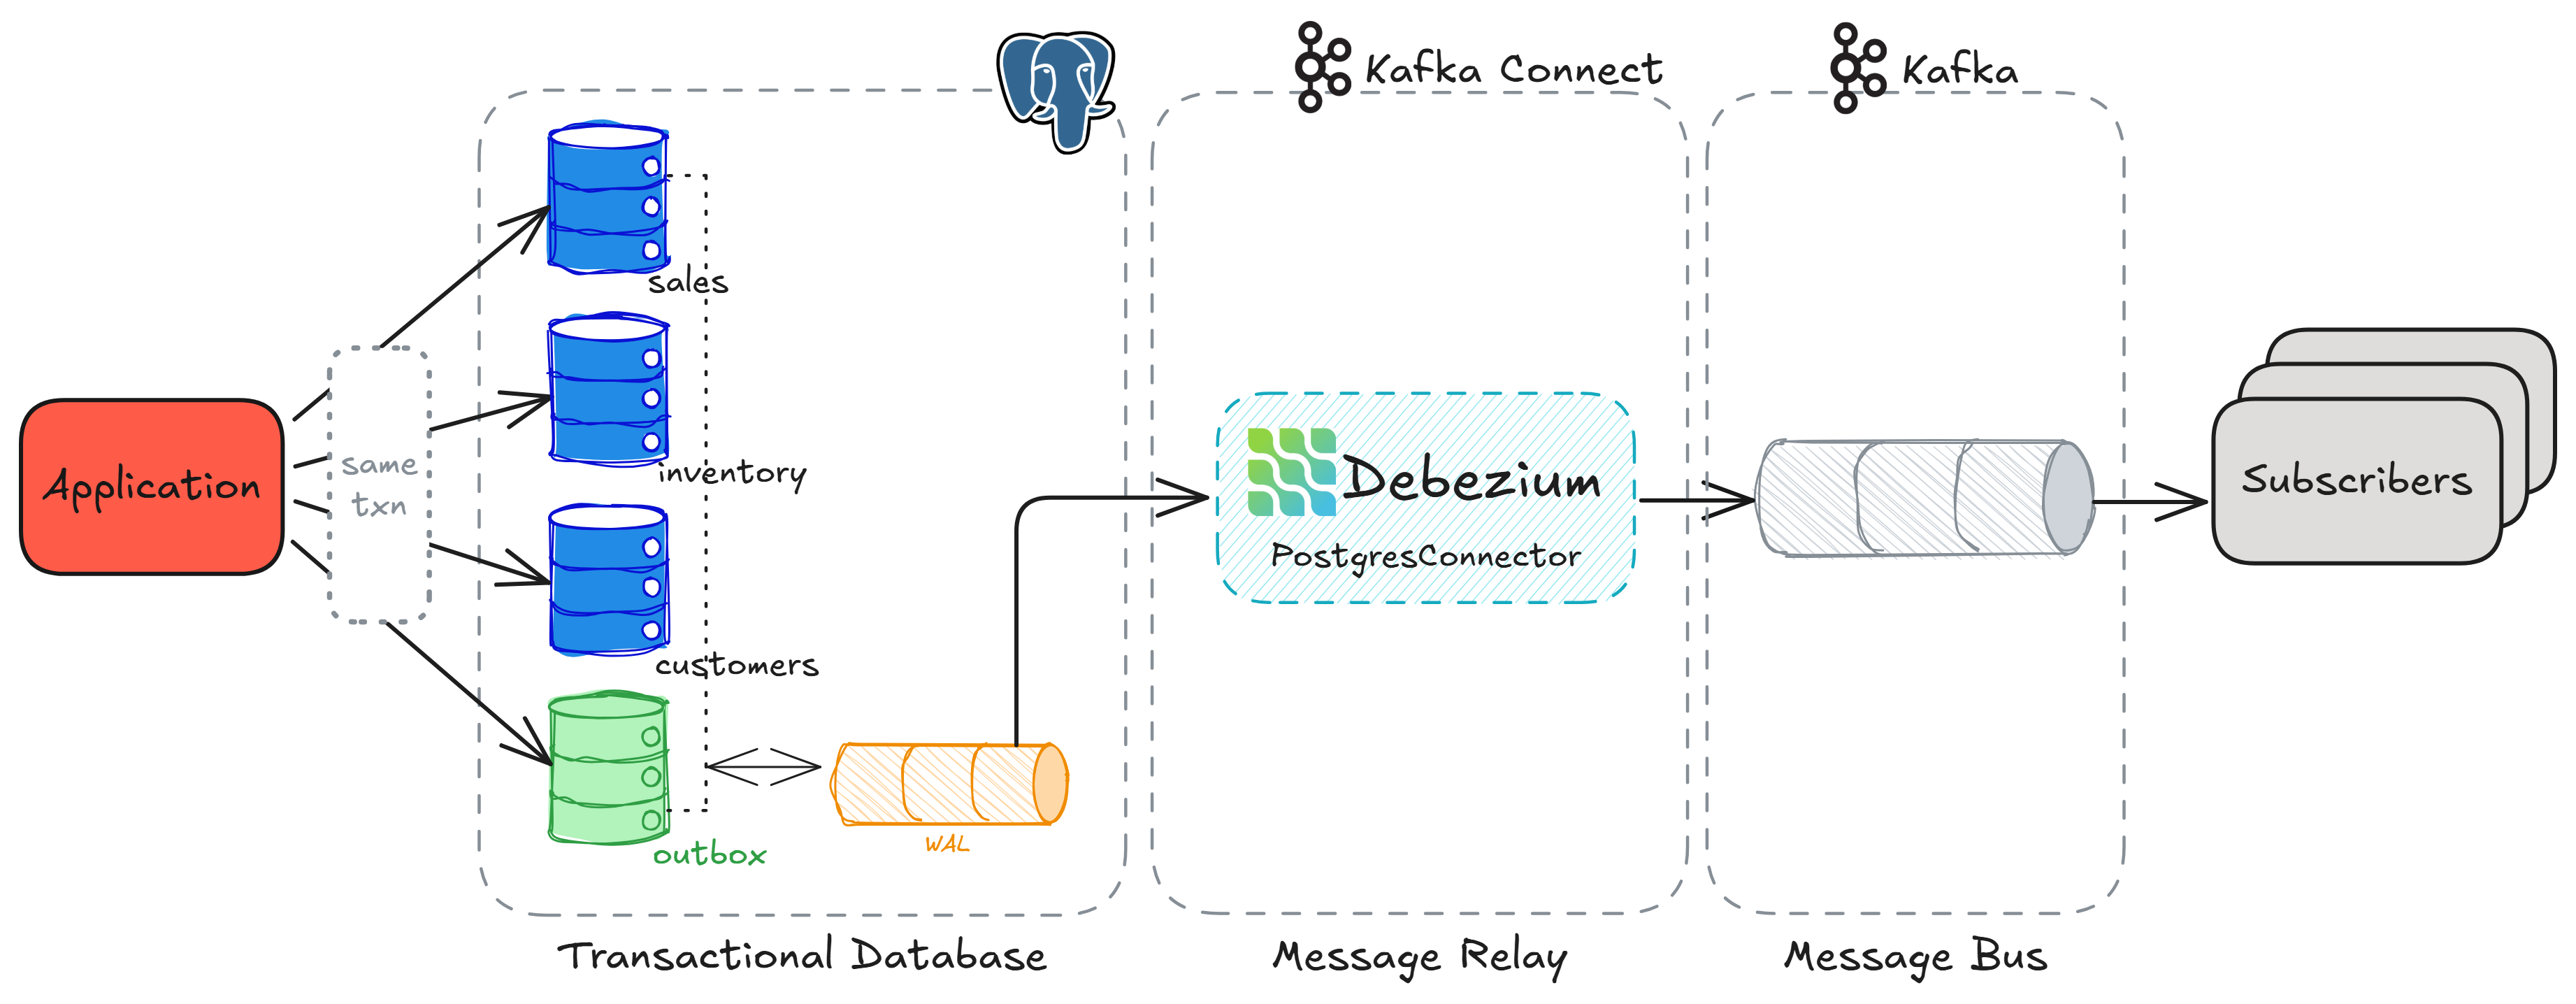 Kafka Connect
Kafka
sales
inventory
same
txn
Application
customers
outbox
WAL
Debezium
PostgresConnector
Subscribers
Transactional Database
Message Relay
Message Bus